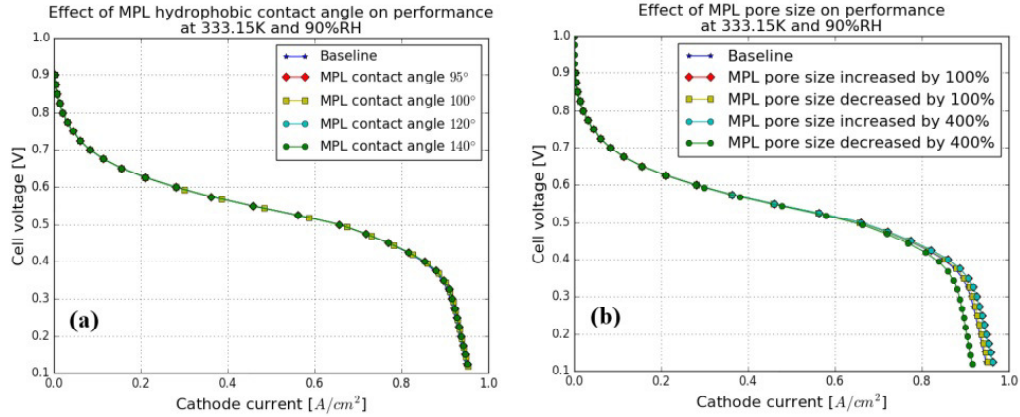 Effect of MPL hydrophobic contact angle on performance
at 333.15K and 90%RH
Baseline
MPL contact angle 95°
MPL contact angle 100°
MPL contact angle 120°
MPL contact angle 140°
Cell voltage [V]
1.0
0.9
0.8
0.7
0.6
0.5
0.4
0.3
0.2
0.1
(a)
0.0
0.2
0.4
0.6
0.8
1.0
Cathode current [A/cm²]
Effect of MPL pore size on performance
at 333.15K and 90%RH
Baseline
MPL pore size increased by 100%
MPL pore size decreased by 100%
MPL pore size increased by 400%
MPL pore size decreased by 400%
Cell voltage [V]
1.0
0.9
0.8
0.7
0.6
0.5
0.4
0.3
0.2
0.1
(b)
0.0
0.2
0.4
0.6
0.8
1.0
Cathode current [A/cm²]